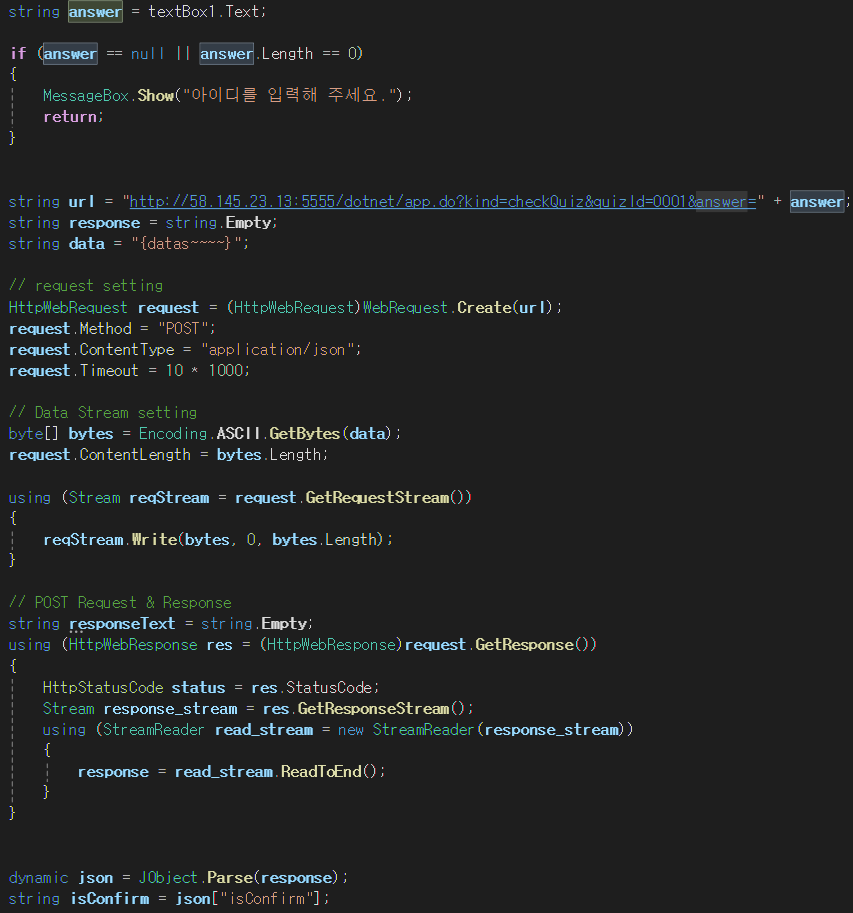 string answer = textBox1.Text;
if (answer == null || answer.Length == 0)
{
MessageBox.Show("아이디를 입력해 주세요.");
return;
}
string url = "http://58.145.23.13:5555/dotnet/app.do?kind=checkQuiz&quizId=0001&answer=" + answer;
string response = string.Empty;
string data = "{datas~~~~}";
// request setting
HttpWebRequest request = (HttpWebRequest)WebRequest.Create(url);
request.Method = "POST";
request.ContentType = "application/json";
request.Timeout = 10 * 1000;
// Data Stream setting
byte[] bytes = Encoding.ASCII.GetBytes(data);
request.ContentLength = bytes.Length;
using (Stream reqStream = request.GetRequestStream())
{
reqStream.Write(bytes, 0, bytes.Length);
}
// POST Request & Response
string responseText = string.Empty;
using (HttpWebResponse res = (HttpWebResponse)request.GetResponse())
{
HttpStatusCode status = res.StatusCode;
Stream response_stream = res.GetResponseStream();
using (StreamReader read_stream = new StreamReader(response_stream))
{
response = read_stream.ReadToEnd();
}
}
dynamic json = JObject.Parse(response);
string isConfirm = json["isConfirm"];